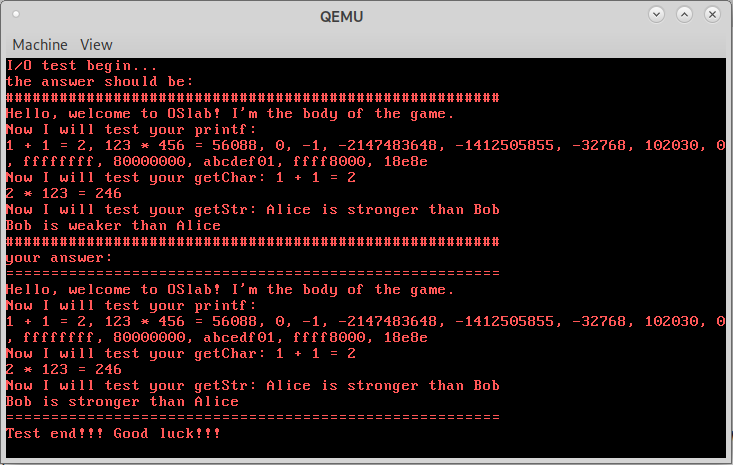 QEMU
Machine View
I/O test begin...
the answer should be:
#######################################################
Hello, welcome to OSlab! I'm the body of the game.
Now I will test your printf:
1 + 1 = 2, 123 * 456 = 56088, 0, -1, -2147483648, -1412505855, -32768, 102030, 0
, ffffffff, 80000000, abcdef01, ffff8000, 18e8e
Now I will test your getChar: 1 + 1 = 2
2 * 123 = 246
Now I will test your getStr: Alice is stronger than Bob
Bob is weaker than Alice
#######################################################
your answer:
=======================================================
Hello, welcome to OSlab! I'm the body of the game.
Now I will test your printf:
1 + 1 = 2, 123 * 456 = 56088, 0, -1, -2147483648, -1412505855, -32768, 102030, 0
, ffffffff, 80000000, abcdef01, ffff8000, 18e8e
Now I will test your getChar: 1 + 1 = 2
2 * 123 = 246
Now I will test your getStr: Alice is stronger than Bob
Bob is stronger than Alice
=======================================================
Test end!!! Good luck!!!